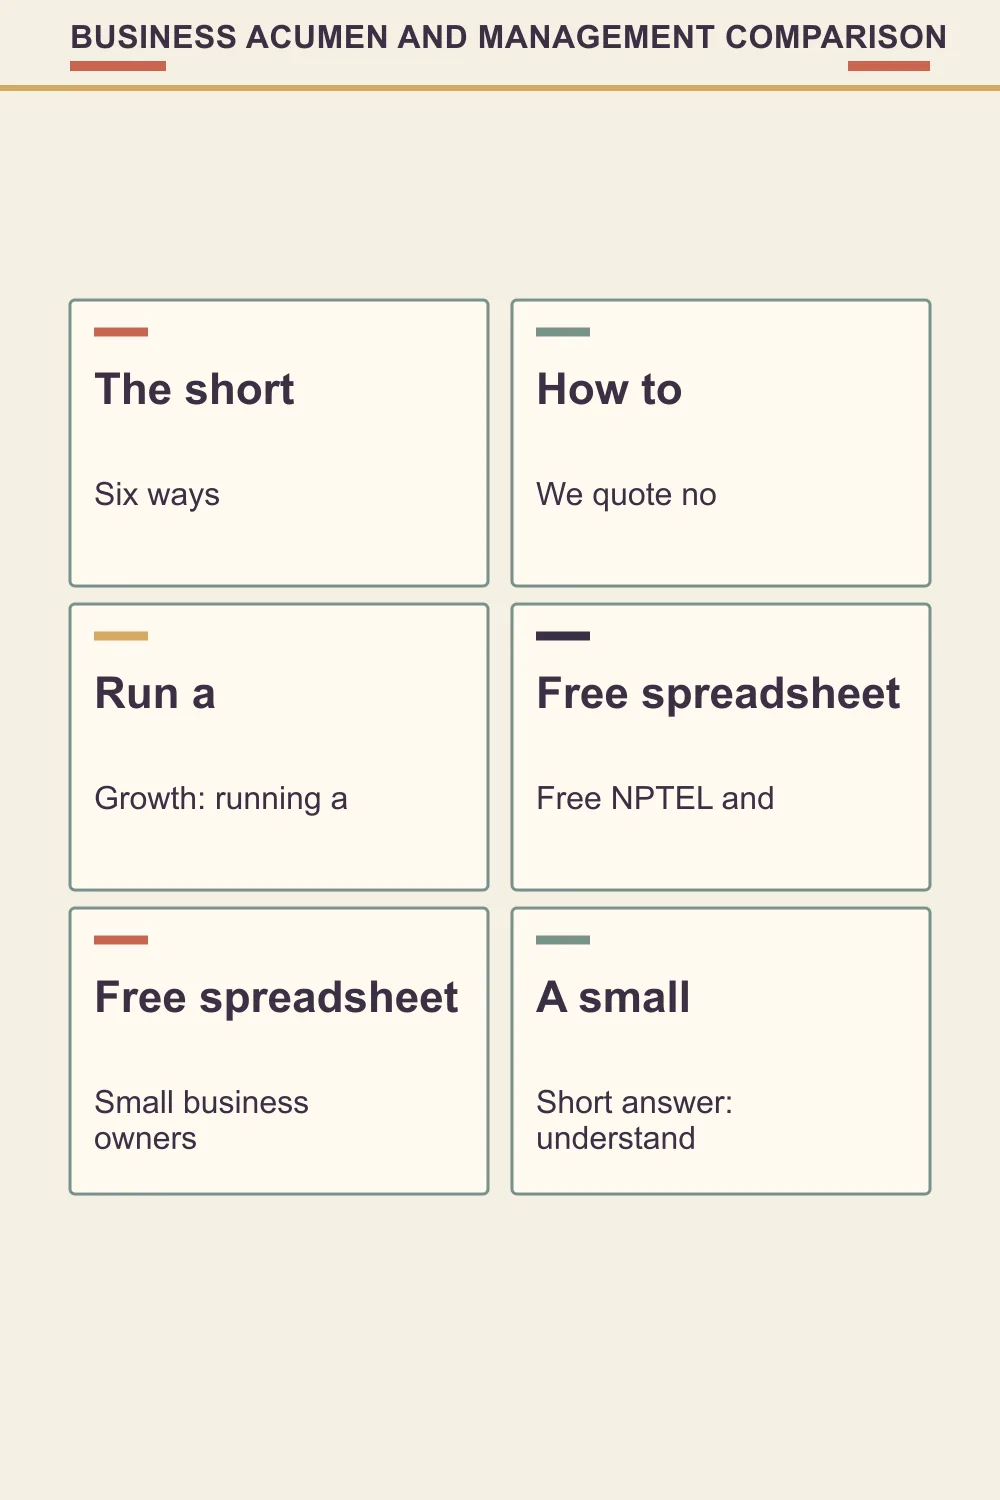 BUSINESS ACUMEN AND MANAGEMENT COMPARISON
The short
Six ways
How to
We quote no
Run a
Growth: running a
Free spreadsheet
Free NPTEL and
Free spreadsheet
Small business
owners
A small
Short answer:
understand